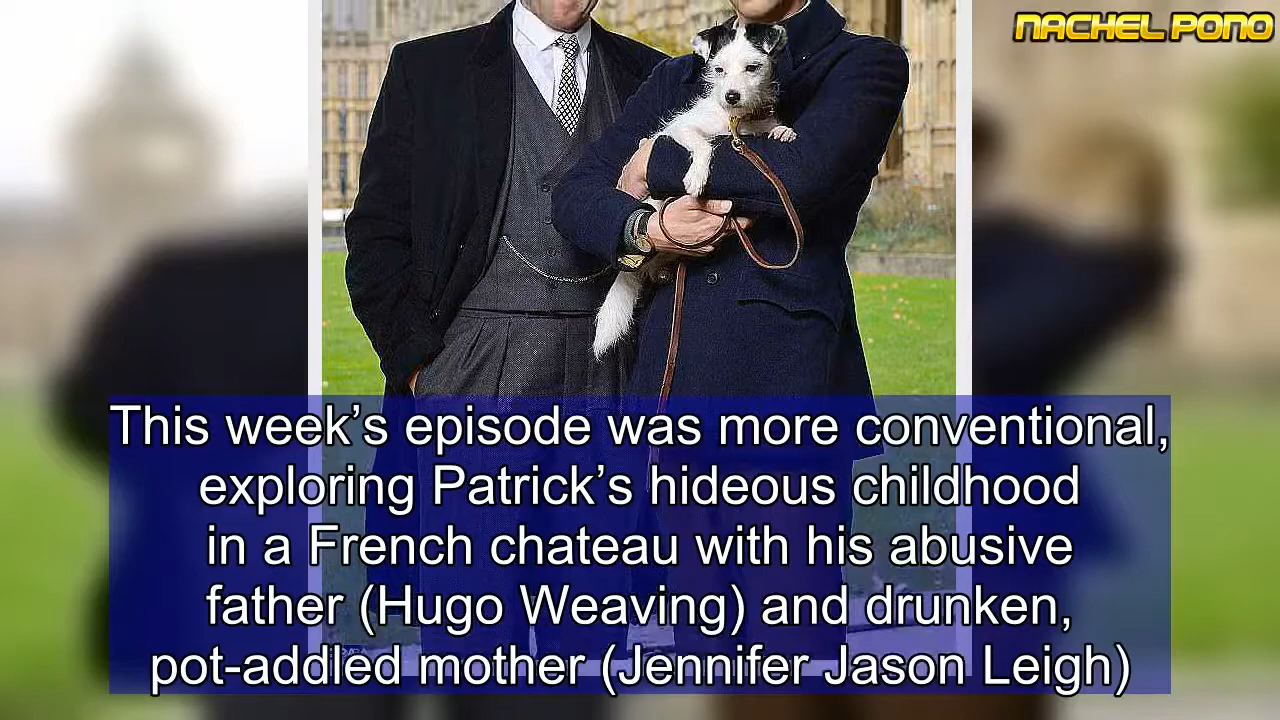 NACHEL PONO
This week’s episode was more conventional,
exploring Patrick’s hideous childhood
in a French chateau with his abusive
father (Hugo Weaving) and drunken,
pot-addled mother (Jennifer Jason Leigh)